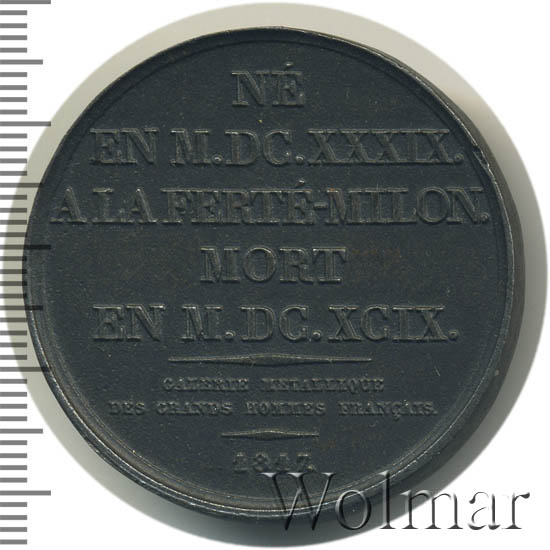 NÉ
EN M.DC.XXXIX.
A LA FERTÉ-MILON.
MORT
EN M.DC.XCIX.
GALERIE METALLIQUE
DES GRANDS HOMMES FRANÇAIS.
1817.
Wolmar